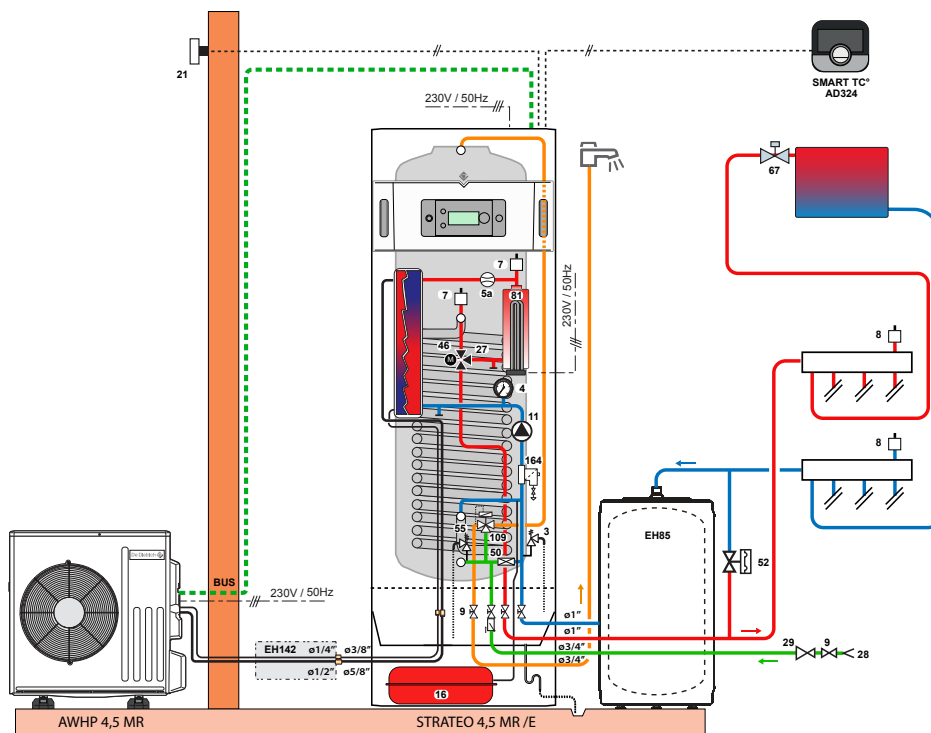 21
SMART TC°
AD324
230V / 50Hz
67
7
5a
81
7
230V / 50Hz
8
46
27
M
4
11
8
164
EH85
55
3
109
50
52
De Dietrich
BUS
230V / 50Hz
9
ø1"
ø1"
ø3/4"
ø3/4"
29
9
28
EH142
ø1/4"
ø3/8"
ø1/2"
ø5/8"
16
AWHP 4,5 MR
STRATEO 4,5 MR /E